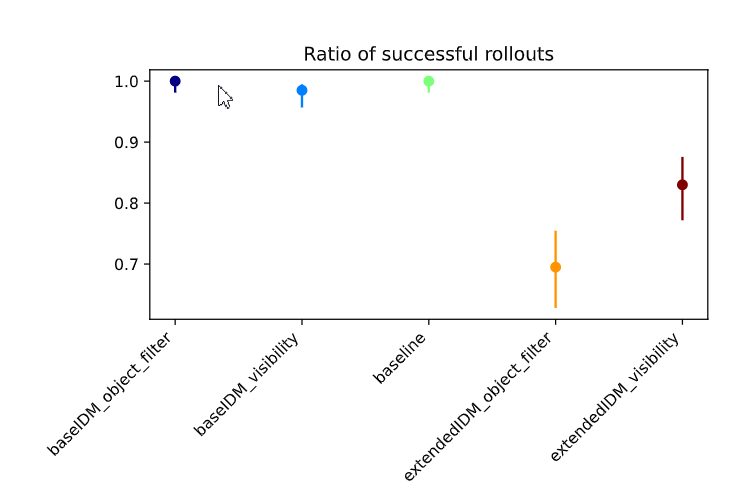 Ratio of successful rollouts
1.0
0.9
0.8
0.7
baseIDM_object_filter
baseIDM_visibility
baseline
extendedIDM_object_filter
extendedIDM_visibility